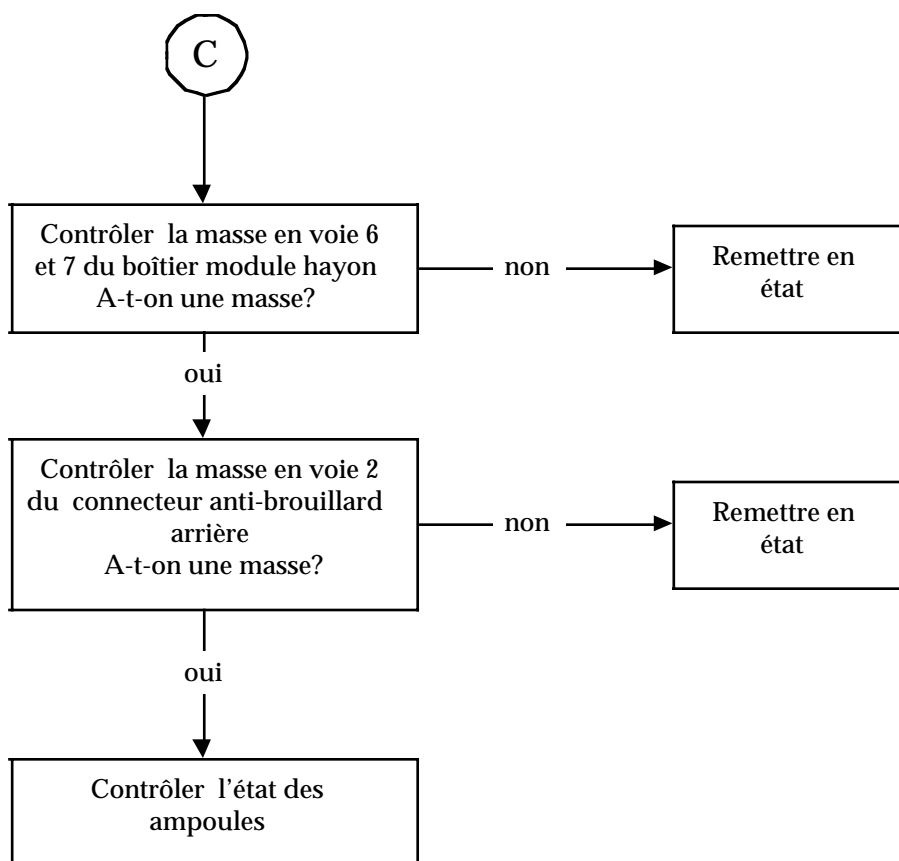 C
Contrôler la masse en voie 6
et 7 du boîtier module hayon
A-t-on une masse?
non
Remettre en
état
oui
Contrôler la masse en voie 2
du connecteur anti-brouillard
arrière
A-t-on une masse?
non
Remettre en
état
oui
Contrôler l'état des
ampoules